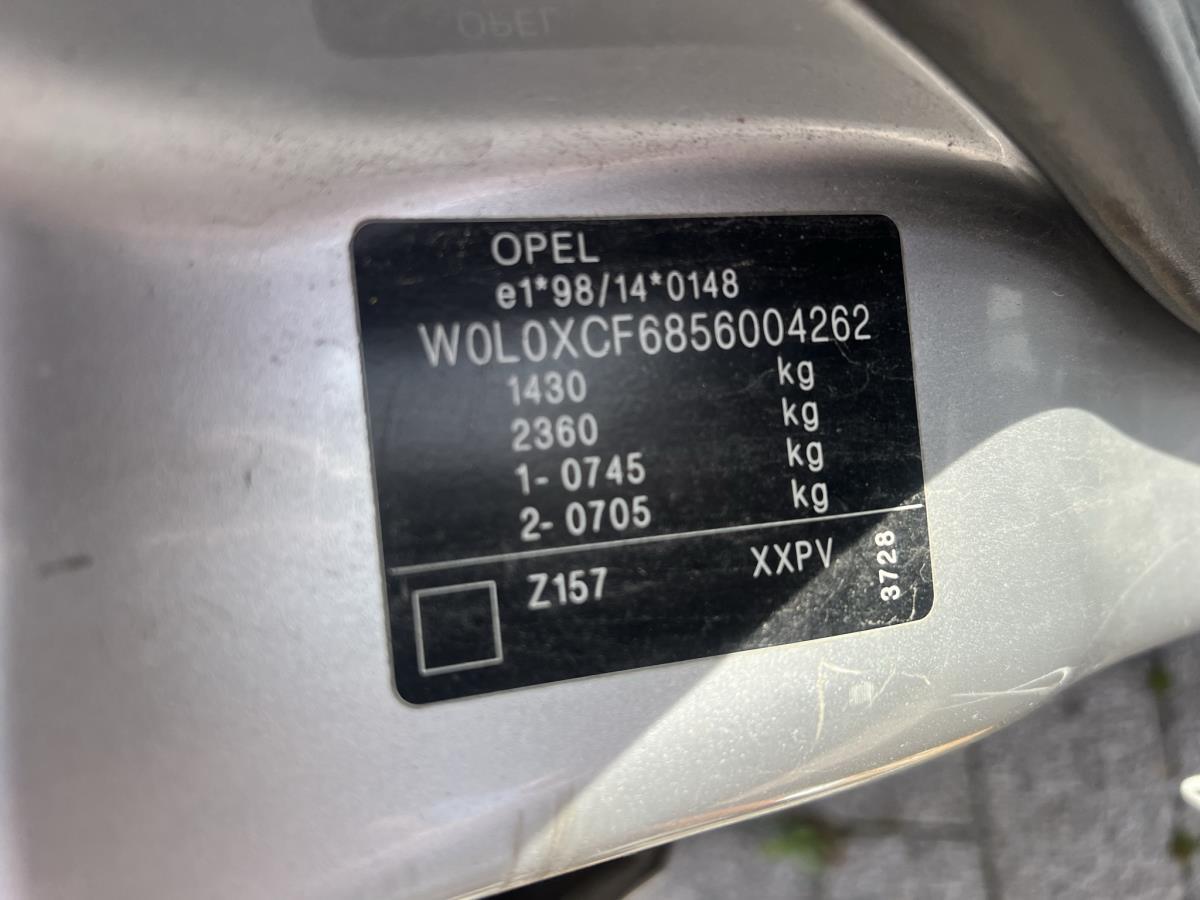 OPEL
e1*98/14*0148
W0L0XCF6856004262
1430 kg
2360 kg
1- 0745 kg
2- 0705 kg
Z157 XXPV 3728